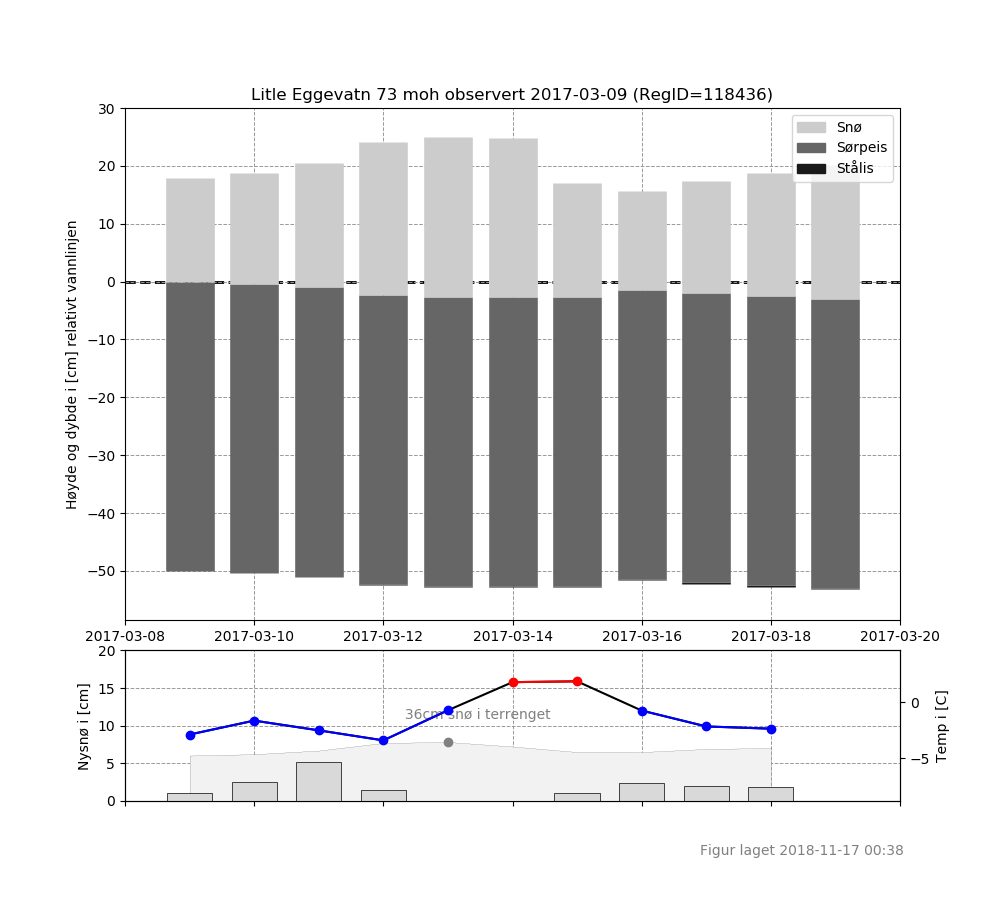 Litle Eggevatn 73 moh observert 2017-03-09 (RegID=118436)
Høyde og dybde i [cm] relativt vannlinjen
30
20
10
0
−10
−20
−30
−40
−50
Snø
Sørpeis
Stålis
2017-03-08 2017-03-10 2017-03-12 2017-03-14 2017-03-16 2017-03-18 2017-03-20
Nysnø i [cm]
20
15
10
5
0
36cm snø i terrenget
0
−5
Temp i [C]
Figur laget 2018-11-17 00:38